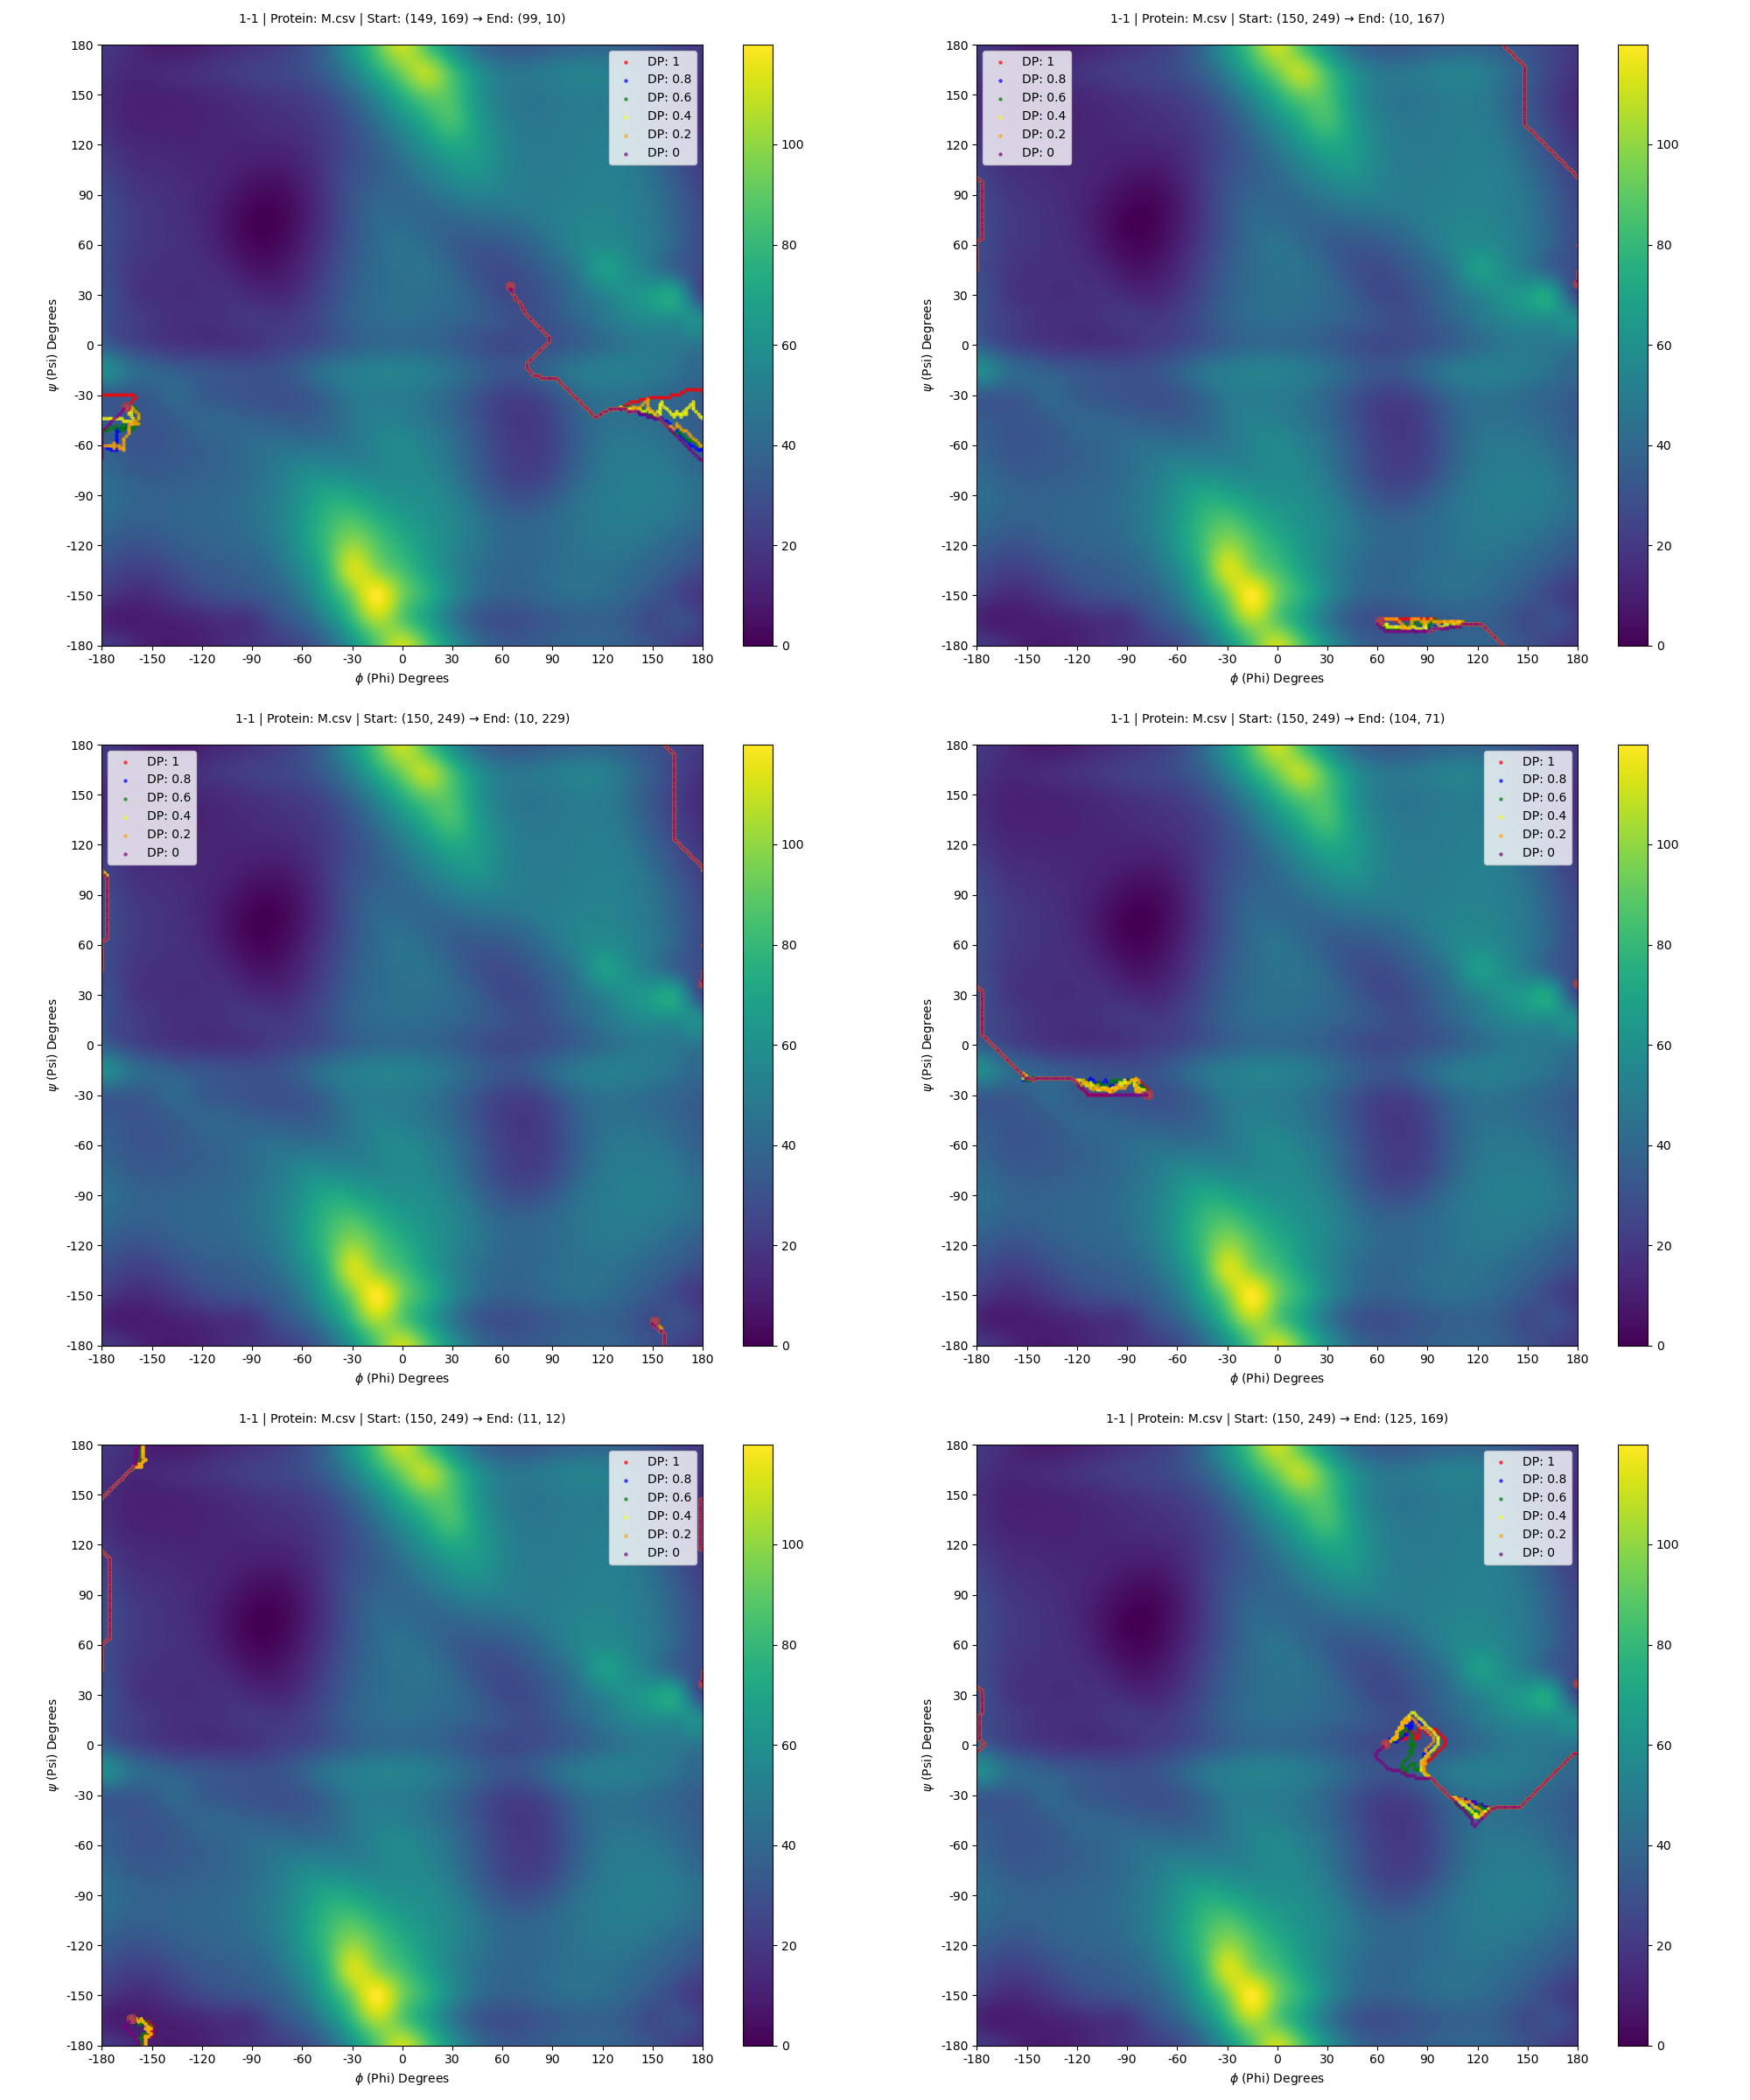 1-1 | Protein: M.csv | Start: (149, 169) → End: (99, 10)
DP: 1
DP: 0.8
DP: 0.6
DP: 0.4
DP: 0.2
DP: 0
180
150
120
90
60
30
0
-30
-60
-90
-120
-150
-180
ψ (Psi) Degrees
-180 -150 -120 -90 -60 -30 0 30 60 90 120 150 180
ϕ (Phi) Degrees
100
80
60
40
20
0
1-1 | Protein: M.csv | Start: (150, 249) → End: (10, 167)
DP: 1
DP: 0.8
DP: 0.6
DP: 0.4
DP: 0.2
DP: 0
180
150
120
90
60
30
0
-30
-60
-90
-120
-150
-180
ψ (Psi) Degrees
-180 -150 -120 -90 -60 -30 0 30 60 90 120 150 180
ϕ (Phi) Degrees
100
80
60
40
20
0
1-1 | Protein: M.csv | Start: (150, 249) → End: (10, 229)
DP: 1
DP: 0.8
DP: 0.6
DP: 0.4
DP: 0.2
DP: 0
180
150
120
90
60
30
0
-30
-60
-90
-120
-150
-180
ψ (Psi) Degrees
-180 -150 -120 -90 -60 -30 0 30 60 90 120 150 180
ϕ (Phi) Degrees
100
80
60
40
20
0
1-1 | Protein: M.csv | Start: (150, 249) → End: (104, 71)
DP: 1
DP: 0.8
DP: 0.6
DP: 0.4
DP: 0.2
DP: 0
180
150
120
90
60
30
0
-30
-60
-90
-120
-150
-180
ψ (Psi) Degrees
-180 -150 -120 -90 -60 -30 0 30 60 90 120 150 180
ϕ (Phi) Degrees
100
80
60
40
20
0
1-1 | Protein: M.csv | Start: (150, 249) → End: (11, 12)
DP: 1
DP: 0.8
DP: 0.6
DP: 0.4
DP: 0.2
DP: 0
180
150
120
90
60
30
0
-30
-60
-90
-120
-150
-180
ψ (Psi) Degrees
-180 -150 -120 -90 -60 -30 0 30 60 90 120 150 180
ϕ (Phi) Degrees
100
80
60
40
20
0
1-1 | Protein: M.csv | Start: (150, 249) → End: (125, 169)
DP: 1
DP: 0.8
DP: 0.6
DP: 0.4
DP: 0.2
DP: 0
180
150
120
90
60
30
0
-30
-60
-90
-120
-150
-180
ψ (Psi) Degrees
-180 -150 -120 -90 -60 -30 0 30 60 90 120 150 180
ϕ (Phi) Degrees
100
80
60
40
20
0